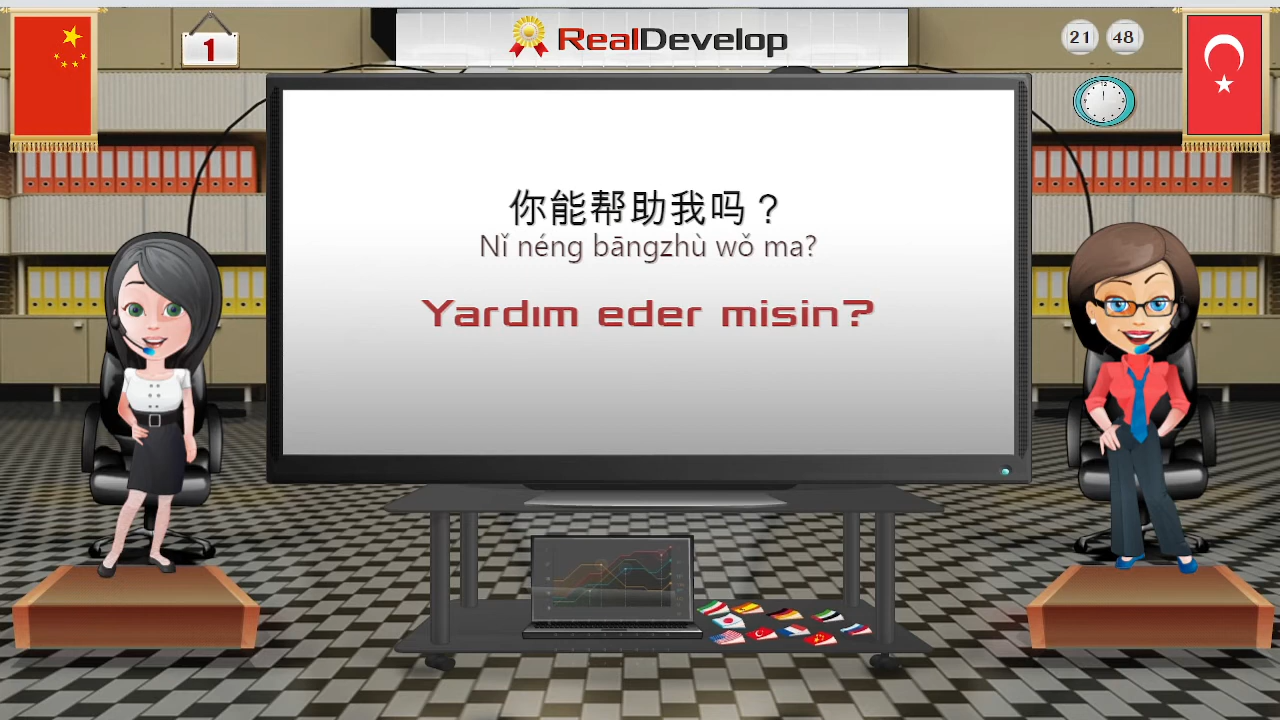 1
RealDevelop
21 48
你能帮助我吗？
Nǐ néng bāngzhù wǒ ma?
Yardım eder misin?